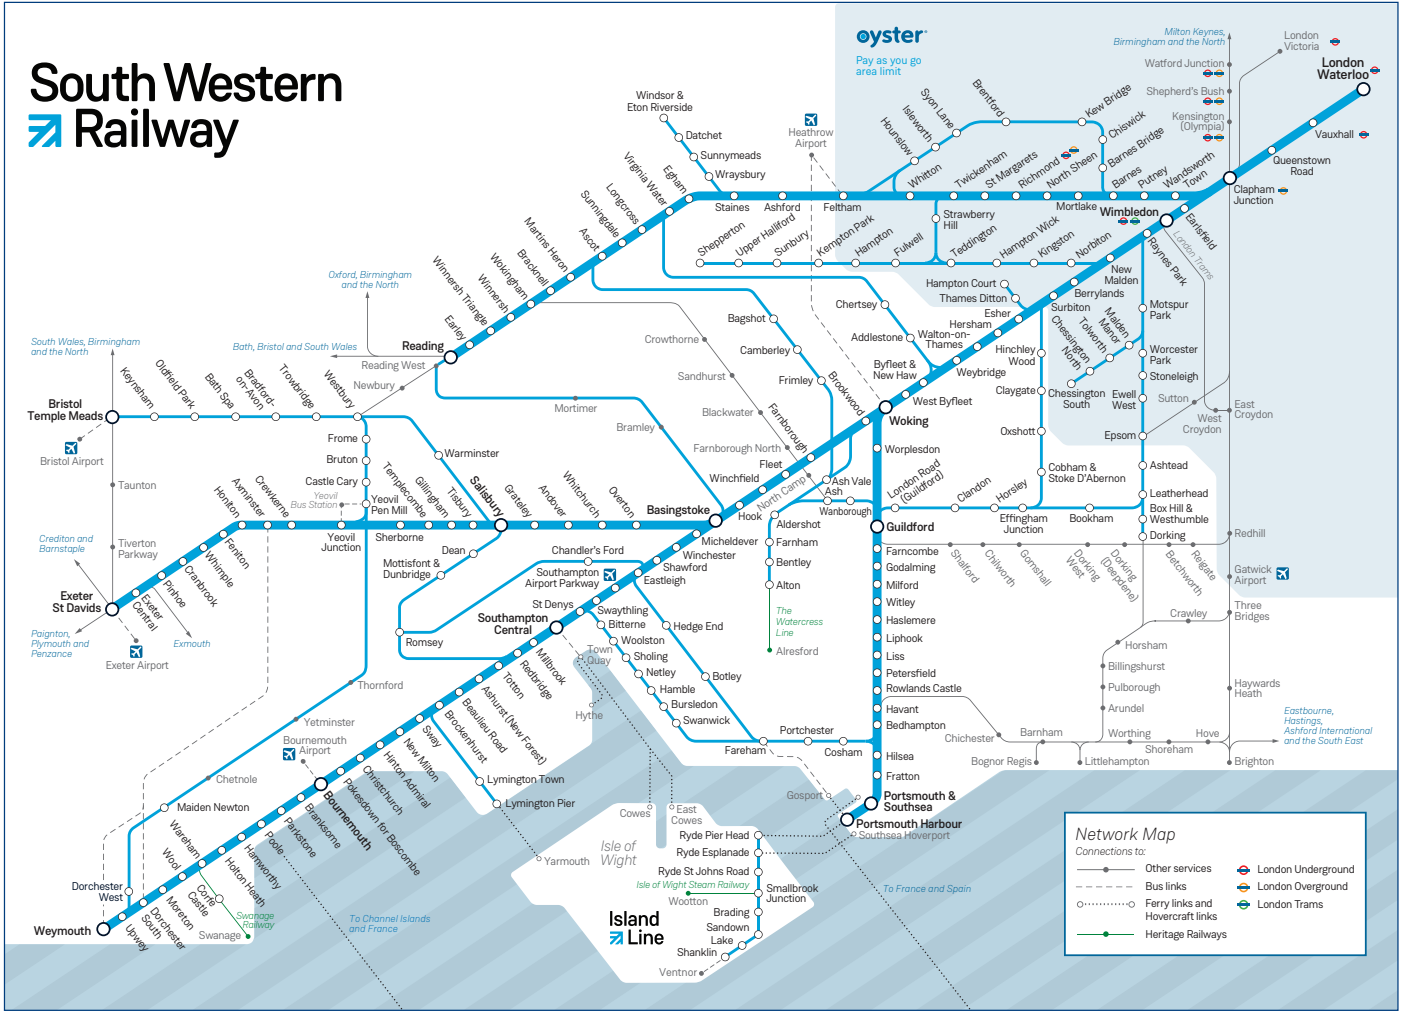 South Western
Railway
oyster
Pay as you go
area limit
Milton Keynes,
Birmingham and the North
London
Victoria
London
Waterloo
Watford Junction
Shepherd's Bush
Kensington
(Olympia)
Vauxhall
Queenstown
Road
Clapham
Junction
Wandsworth
Town
Putney
Barnes
Barnes Bridge
Chiswick
Kew Bridge
Brentford
Syon Lane
Isleworth
Hounslow
Mortlake
North Sheen
Richmond
St Margarets
Twickenham
Whitton
Feltham
Ashford
Staines
Heathrow
Airport
Windsor &
Eton Riverside
Datchet
Sunnymeads
Wraysbury
Egham
Virginia Water
Longcross
Sunningdale
Ascot
Martins Heron
Bracknell
Wokingham
Winnersh
Winnersh Triangle
Earley
Reading
Reading West
Oxford, Birmingham
and the North
Bath, Bristol and South Wales
Newbury
Mortimer
Bramley
Strawberry
Hill
Shepperton
Upper Halliford
Sunbury
Kempton Park
Hampton
Fulwell
Teddington
Hampton Wick
Kingston
Norbiton
Wimbledon
Earlsfield
London Trams
Raynes Park
New
Malden
Berrylands
Surbiton
Hampton Court
Thames Ditton
Esher
Hersham
Walton-on-
Thames
Weybridge
Byfleet &
New Haw
West Byfleet
Woking
Chertsey
Addlestone
Bagshot
Camberley
Frimley
Brookwood
Crowthorne
Sandhurst
Blackwater
Farnborough North
Farnborough
North Camp
Fleet
Winchfield
Hook
Basingstoke
Ash Vale
Ash
Wanborough
Aldershot
Farnham
Bentley
Alton
The
Watercress
Line
Alresford
Motspur
Park
Malden
Manor
Tolworth
Chessington
North
Chessington
South
Worcester
Park
Stoneleigh
Ewell
West
Epsom
Sutton
West
Croydon
East
Croydon
Ashtead
Leatherhead
Box Hill &
Westhumble
Dorking
Hinchley
Wood
Claygate
Oxshott
Cobham &
Stoke D'Abernon
Bookham
Effingham
Junction
Horsley
Clandon
London Road
(Guildford)
Worplesdon
Guildford
Shalford
Chilworth
Gomshall
Dorking
West
Dorking
(Deepdene)
Betchworth
Reigate
Redhill
Gatwick
Airport
Three
Bridges
Crawley
Horsham
Billingshurst
Pulborough
Arundel
Haywards
Heath
Eastbourne,
Hastings,
Ashford International
and the South East
Brighton
Hove
Shoreham
Worthing
Littlehampton
Barnham
Bognor Regis
Chichester
Farncombe
Godalming
Milford
Witley
Haslemere
Liphook
Liss
Petersfield
Rowlands Castle
Havant
Bedhampton
Hilsea
Fratton
Portsmouth &
Southsea
Portsmouth Harbour
Southsea Hoverport
Gosport
Cosham
Portchester
Fareham
South Wales, Birmingham
and the North
Bristol
Temple Meads
Bristol Airport
Keynsham
Oldfield Park
Bath Spa
Bradford-
on-Avon
Trowbridge
Westbury
Frome
Bruton
Castle Cary
Yeovil
Pen Mill
Yeovil
Bus Station
Yeovil
Junction
Warminster
Taunton
Tiverton
Parkway
Crediton and
Barnstaple
Exeter
St Davids
Paignton,
Plymouth and
Penzance
Exeter Airport
Exeter
Central
Exmouth
Pinhoe
Cranbrook
Whimple
Feniton
Honiton
Axminster
Crewkerne
Sherborne
Templecombe
Gillingham
Tisbury
Salisbury
Grateley
Andover
Whitchurch
Overton
Dean
Mottisfont &
Dunbridge
Romsey
Chandler's Ford
Southampton
Airport Parkway
Micheldever
Winchester
Shawford
Eastleigh
St Denys
Southampton
Central
Swaythling
Bitterne
Woolston
Sholing
Netley
Hamble
Bursledon
Swanwick
Hedge End
Botley
Town
Quay
Hythe
Millbrook
Redbridge
Totton
Ashurst (New Forest)
Beaulieu Road
Brockenhurst
Sway
New Milton
Hinton Admiral
Christchurch
Pokesdown for Boscombe
Bournemouth
Bournemouth
Airport
Branksome
Parkstone
Poole
Hamworthy
Holton Heath
Wareham
Wool
Moreton
Dorchester
South
Upwey
Weymouth
Dorchester
West
Maiden Newton
Chetnole
Yetminster
Thornford
Corfe
Castle
Swanage
Railway
Swanage
Lymington Town
Lymington Pier
Yarmouth
Cowes
East
Cowes
Isle of
Wight
Ryde Pier Head
Ryde Esplanade
Ryde St Johns Road
Isle of Wight Steam Railway
Wootton
Smallbrook
Junction
Brading
Sandown
Lake
Shanklin
Ventnor
Island
Line
To Channel Islands
and France
To France and Spain
Network Map
Connections to:
Other services
Bus links
Ferry links and
Hovercraft links
Heritage Railways
London Underground
London Overground
London Trams